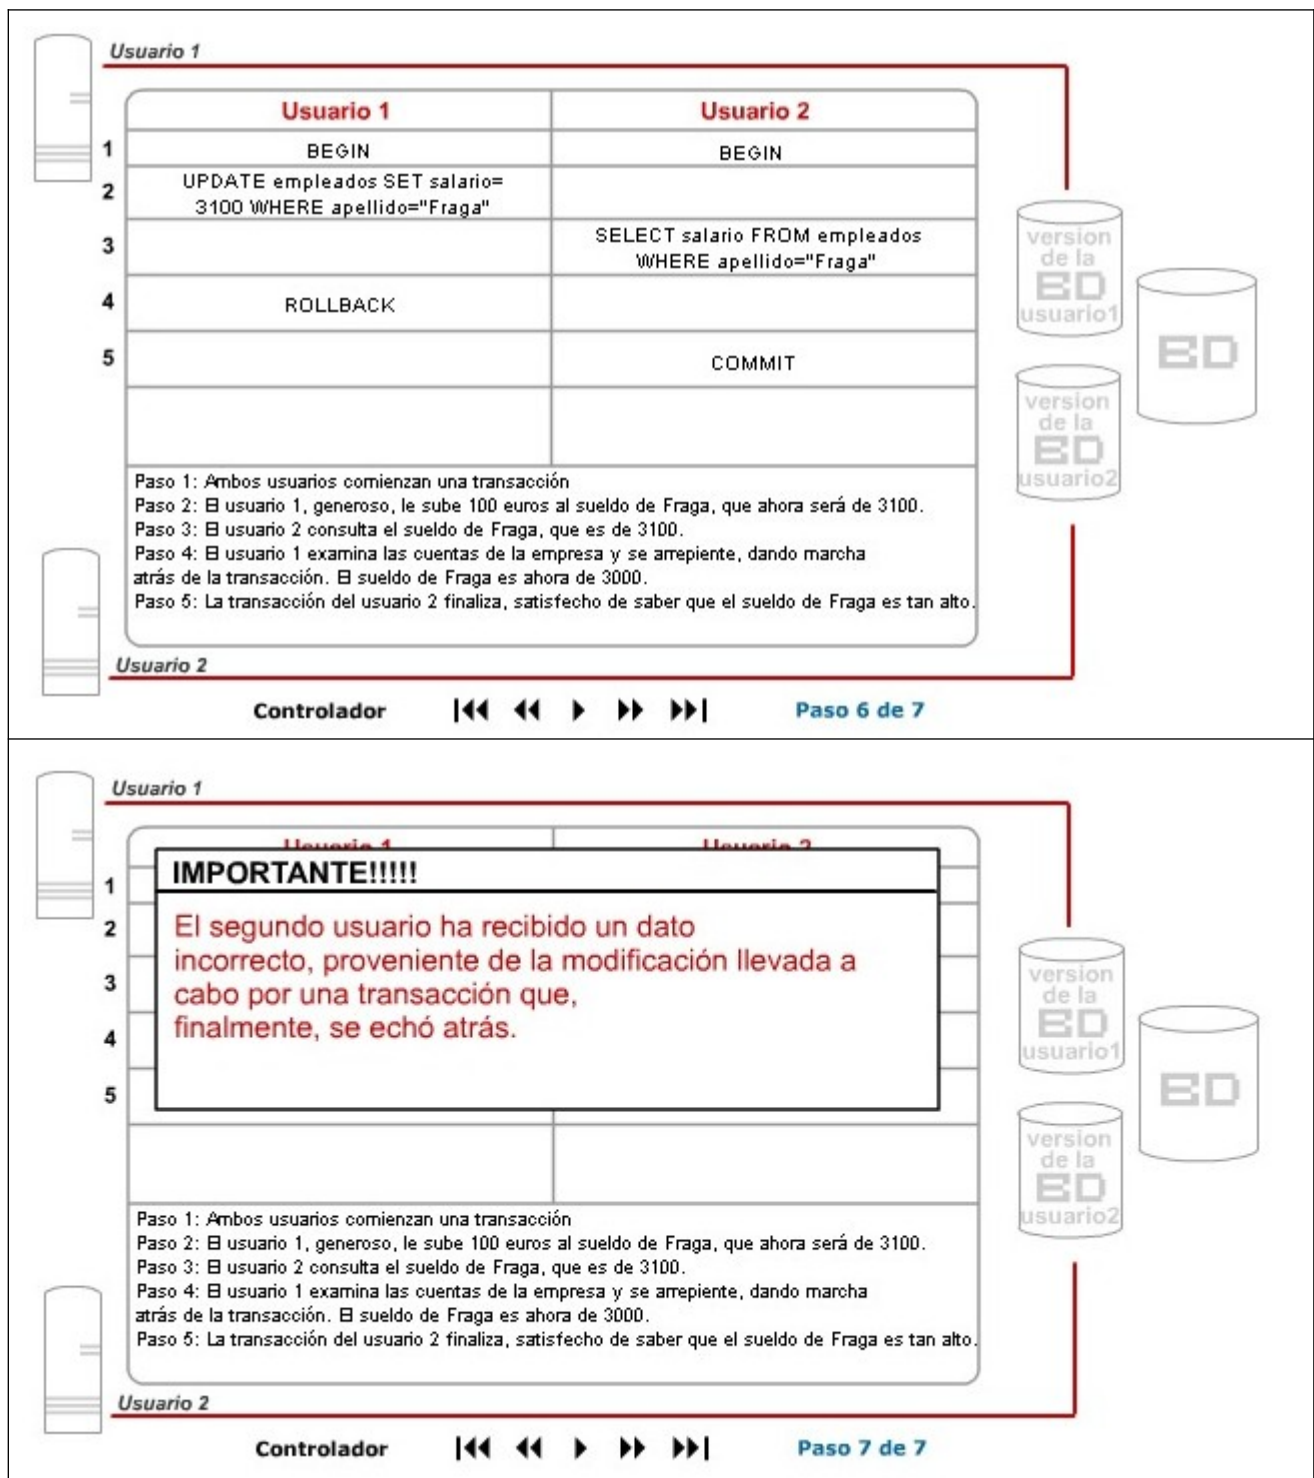 Usuario 1
Usuario 1 Usuario 2
1 BEGIN BEGIN
2 UPDATE empleados SET salario=
3100 WHERE apellido="Fraga"
3 SELECT salario FROM empleados
WHERE apellido="Fraga"
4 ROLLBACK
5 COMMIT
version
de la
BD
usuario1
BD
version
de la
BD
usuario2
Paso 1: Ambos usuarios comienzan una transacción
Paso 2: El usuario 1, generoso, le sube 100 euros al sueldo de Fraga, que ahora será de 3100.
Paso 3: El usuario 2 consulta el sueldo de Fraga, que es de 3100.
Paso 4: El usuario 1 examina las cuentas de la empresa y se arrepiente, dando marcha
atrás de la transacción. El sueldo de Fraga es ahora de 3000.
Paso 5: La transacción del usuario 2 finaliza, satisfecho de saber que el sueldo de Fraga es tan alto.
Usuario 2
Controlador Paso 6 de 7
Usuario 1
Usuario 1 Usuario 2
IMPORTANTE!!!!!
1
2
3
4
5
El segundo usuario ha recibido un dato
incorrecto, proveniente de la modificación llevada a
cabo por una transacción que,
finalmente, se echó atrás.
version
de la
BD
usuario1
BD
version
de la
BD
usuario2
Paso 1: Ambos usuarios comienzan una transacción
Paso 2: El usuario 1, generoso, le sube 100 euros al sueldo de Fraga, que ahora será de 3100.
Paso 3: El usuario 2 consulta el sueldo de Fraga, que es de 3100.
Paso 4: El usuario 1 examina las cuentas de la empresa y se arrepiente, dando marcha
atrás de la transacción. El sueldo de Fraga es ahora de 3000.
Paso 5: La transacción del usuario 2 finaliza, satisfecho de saber que el sueldo de Fraga es tan alto.
Usuario 2
Controlador Paso 7 de 7